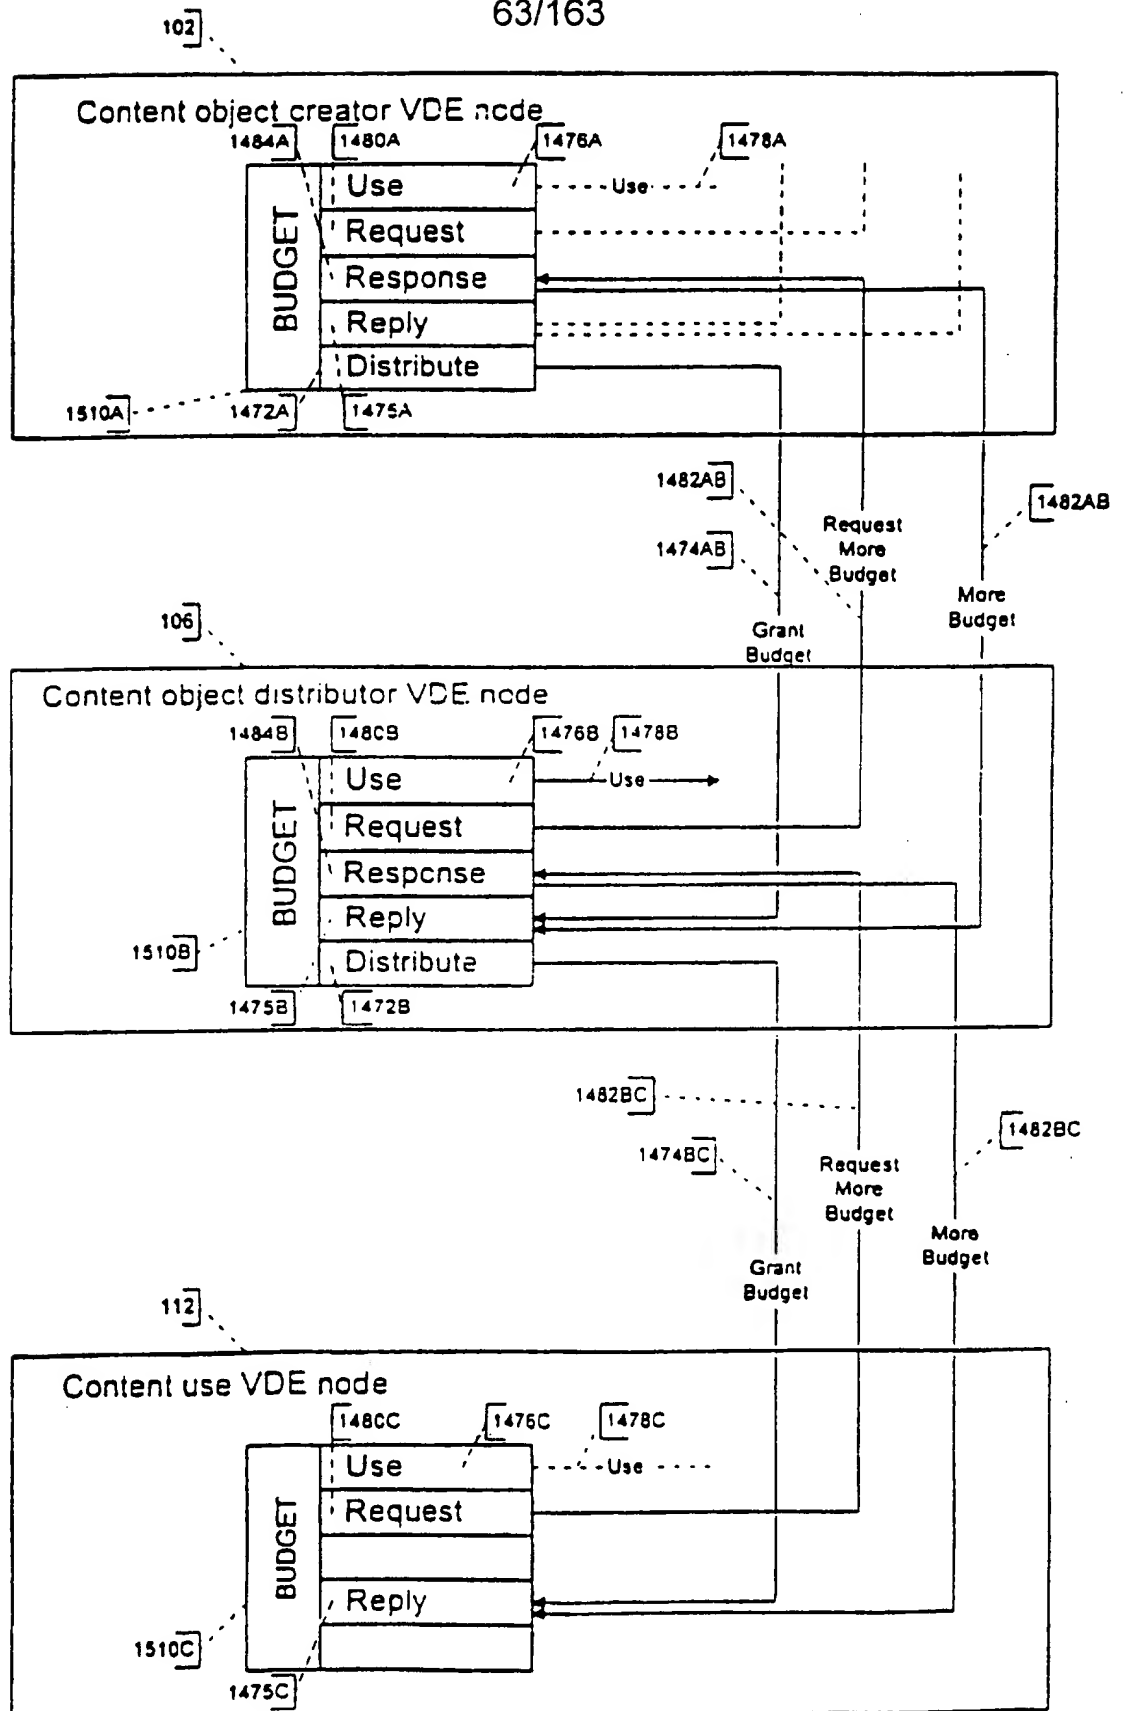 63/163
102
Content object creator VDE node
1484A
1480A
1476A
1478A
BUDGET
Use
Use
Request
Response
Reply
Distribute
1510A
1472A
1475A
1482AB
1482AB
1474AB
Request
More
Budget
More
Budget
Grant
Budget
106
Content object distributor VDE node
1484B
1480B
1476B
1478B
BUDGET
Use
Use
Request
Response
Reply
Distribute
1510B
1475B
1472B
1482BC
1482BC
1474BC
Request
More
Budget
More
Budget
Grant
Budget
112
Content use VDE node
1480C
1476C
1478C
BUDGET
Use
Use
Request
Reply
1510C
1475C